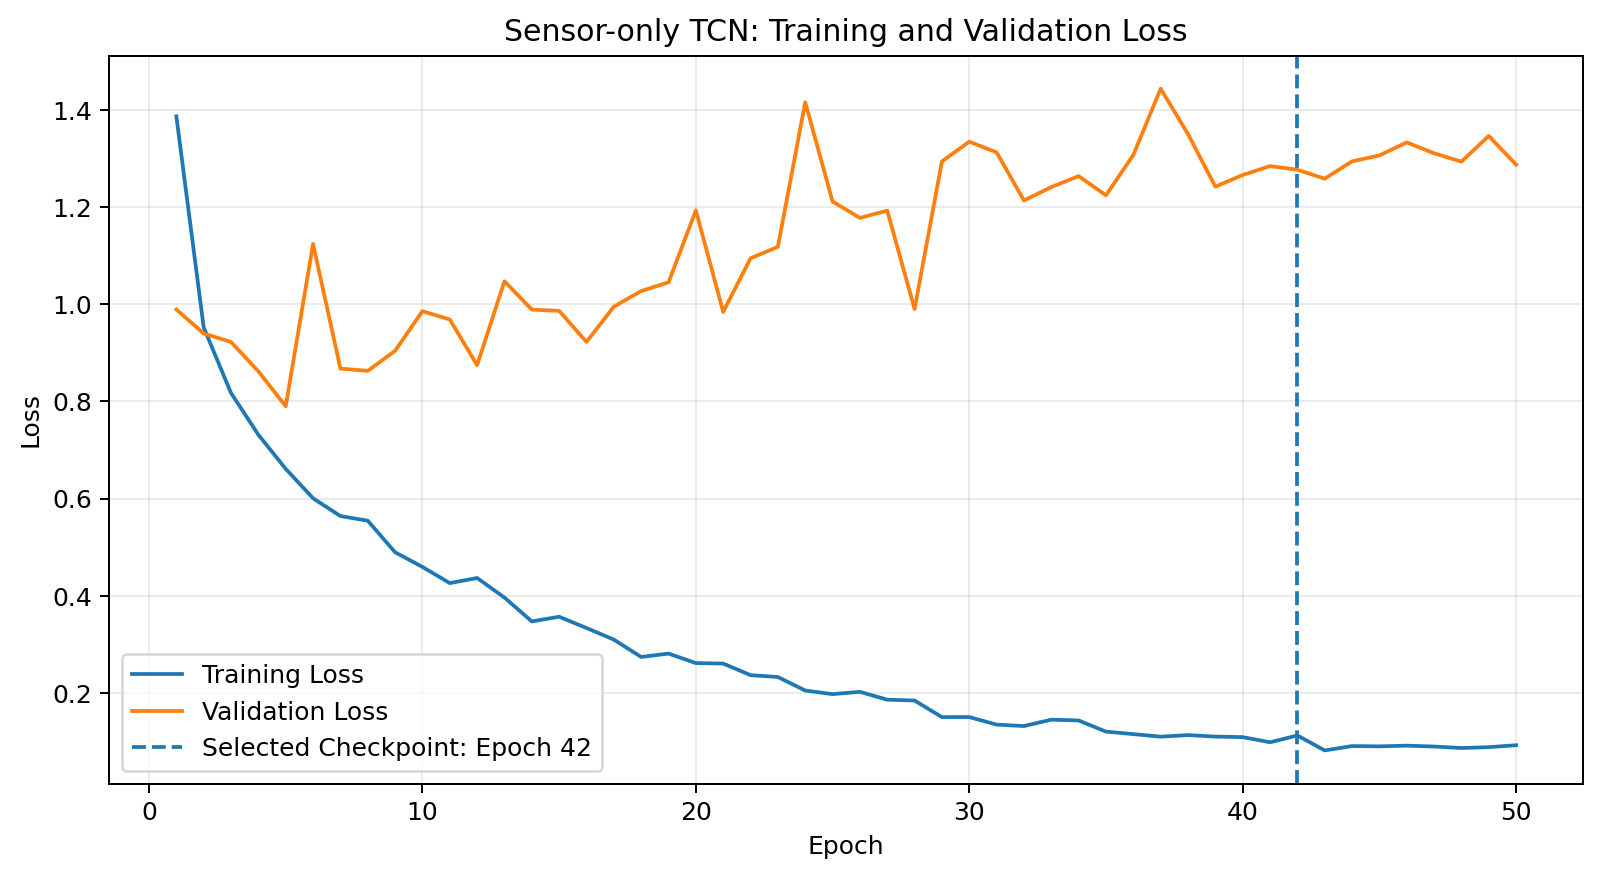 Sensor-only TCN: Training and Validation Loss
1.4
1.2
1.0
0.8
0.6
0.4
0.2
Loss
Training Loss
Validation Loss
Selected Checkpoint: Epoch 42
0 10 20 30 40 50
Epoch